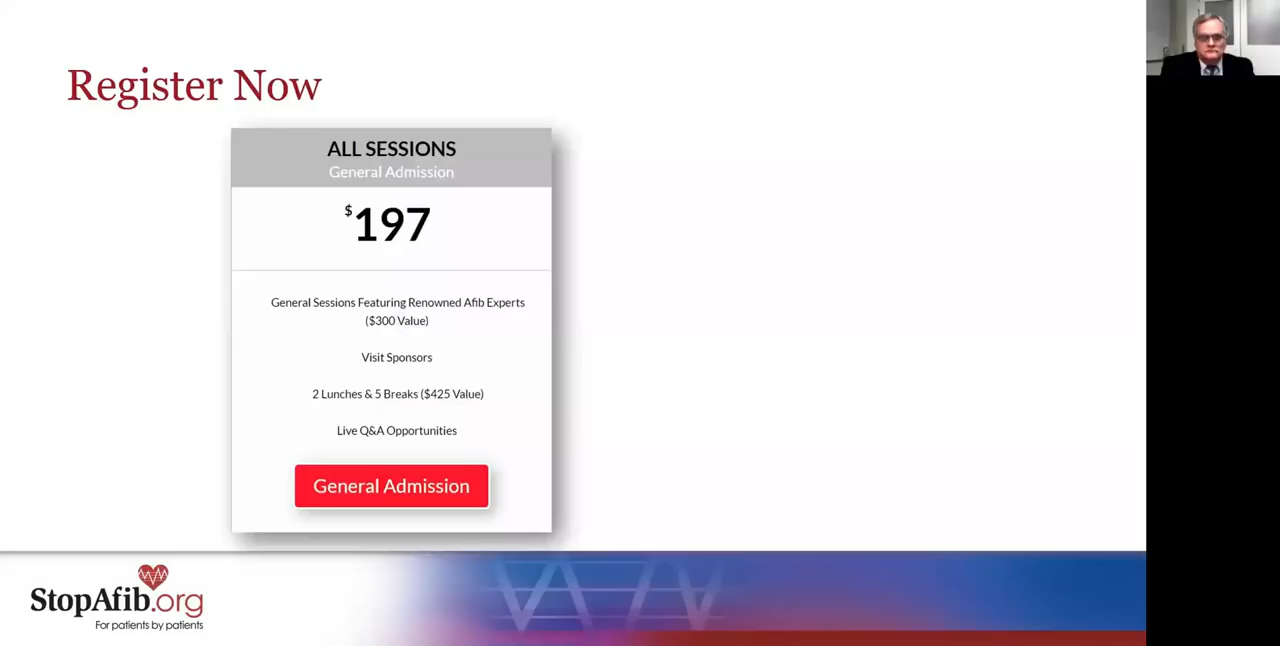 Register Now
ALL SESSIONS
General Admission
$197
General Sessions Featuring Renowned Afib Experts
($300 Value)
Visit Sponsors
2 Lunches & 5 Breaks ($425 Value)
Live Q&A Opportunities
General Admission
StopAfib.org
For patients by patients